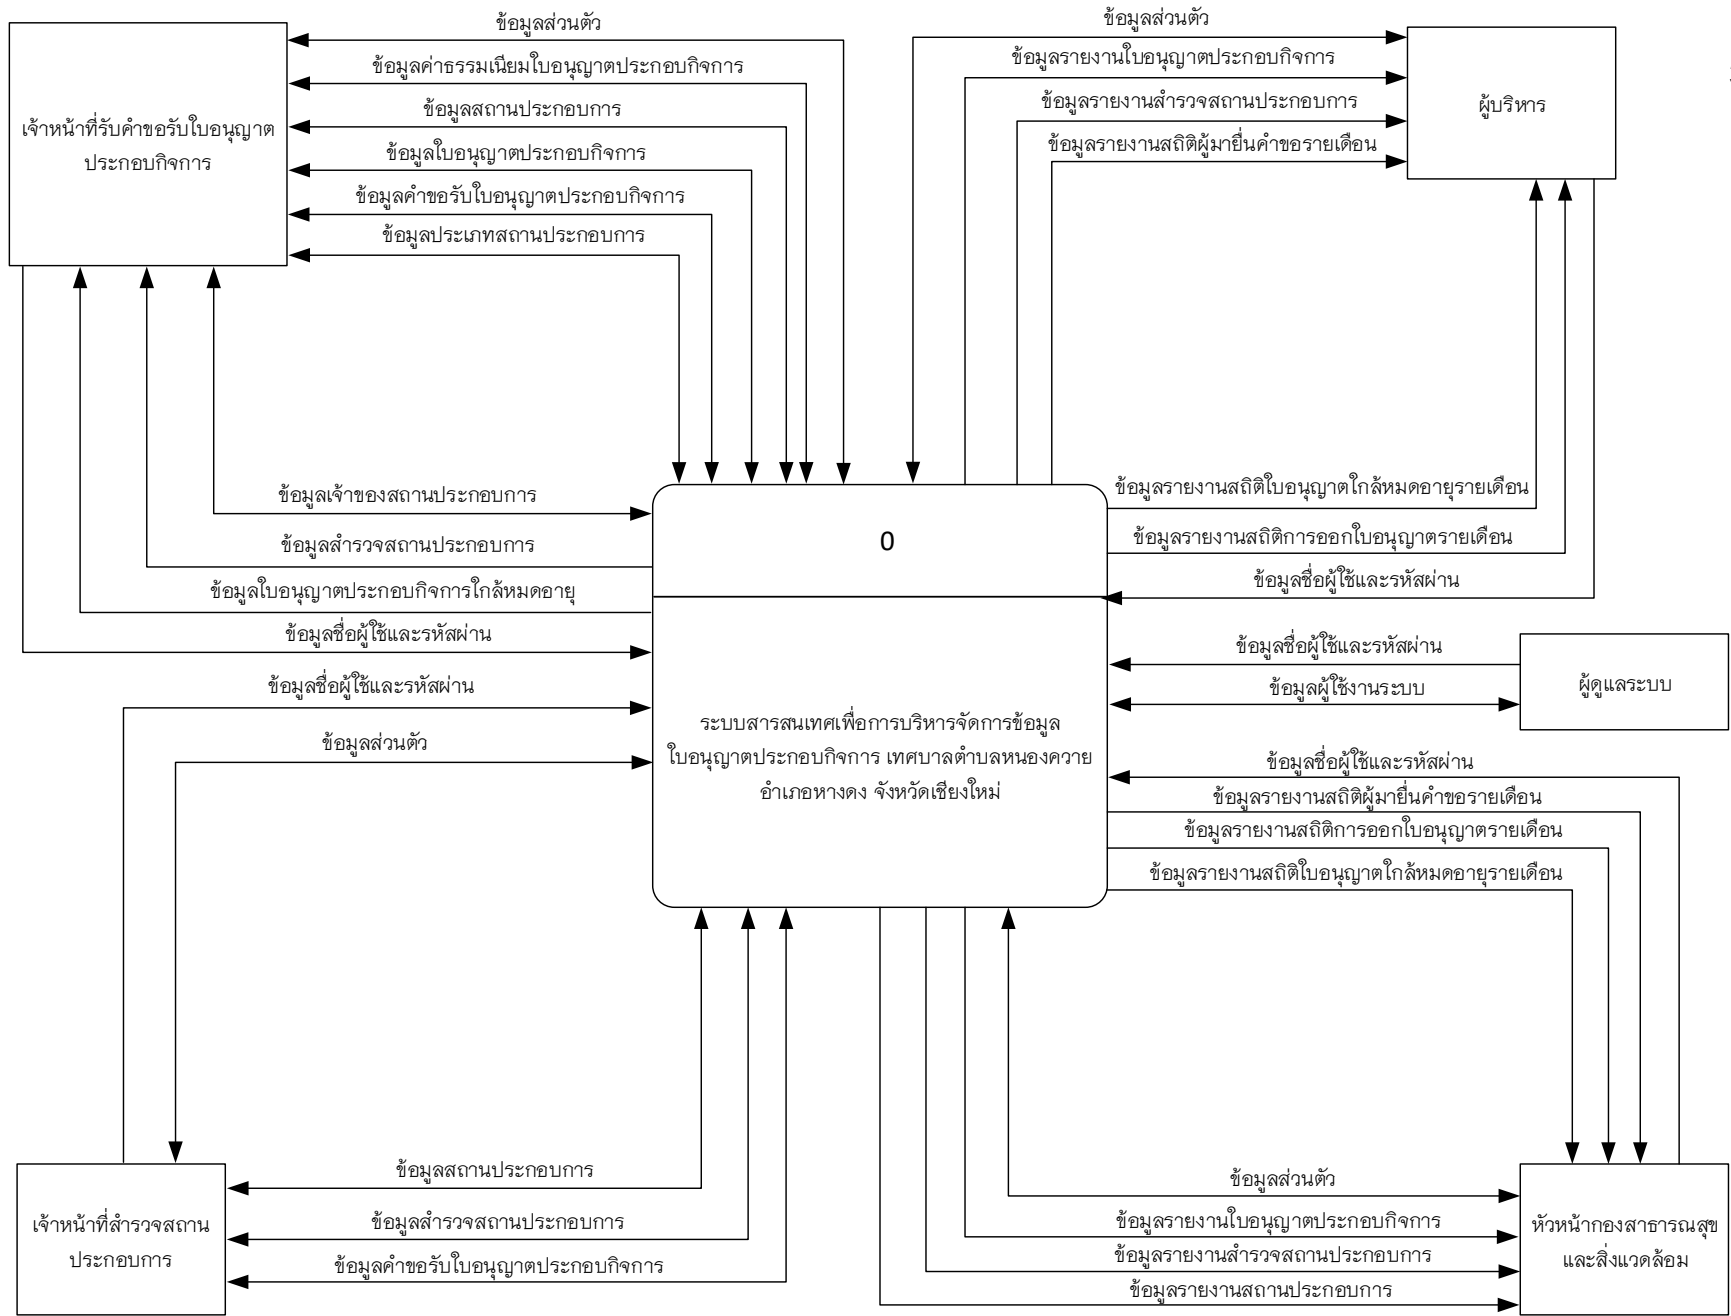 ข้อมูลส่วนตัว
ข้อมูลค่าธรรมเนียมใบอนุญาตประกอบกิจการ
ข้อมูลสถานประกอบการ
เจ้าหน้าที่รับคำขอรับใบอนุญาต
ประกอบกิจการ
ข้อมูลใบอนุญาตประกอบกิจการ
ข้อมูลคำขอรับใบอนุญาตประกอบกิจการ
ข้อมูลประเภทสถานประกอบการ
ข้อมูลส่วนตัว
ข้อมูลรายงานใบอนุญาตประกอบกิจการ
ข้อมูลรายงานสำรวจสถานประกอบการ
ผู้บริหาร
ข้อมูลรายงานสถิติผู้มายื่นคำขอรายเดือน
ข้อมูลเจ้าของสถานประกอบการ
ข้อมูลสำรวจสถานประกอบการ
ข้อมูลใบอนุญาตประกอบกิจการใกล้หมดอายุ
ข้อมูลชื่อผู้ใช้และรหัสผ่าน
ข้อมูลรายงานสถิติใบอนุญาตใกล้หมดอายุรายเดือน
ข้อมูลรายงานสถิติการออกใบอนุญาตรายเดือน
ข้อมูลชื่อผู้ใช้และรหัสผ่าน
0
ระบบสารสนเทศเพื่อการบริหารจัดการข้อมูล
ใบอนุญาตประกอบกิจการ เทศบาลตำบลหนองควาย
อำเภอหางดง จังหวัดเชียงใหม่
ข้อมูลชื่อผู้ใช้และรหัสผ่าน
ข้อมูลผู้ใช้งานระบบ
ผู้ดูแลระบบ
ข้อมูลชื่อผู้ใช้และรหัสผ่าน
ข้อมูลส่วนตัว
ข้อมูลชื่อผู้ใช้และรหัสผ่าน
ข้อมูลรายงานสถิติผู้มายื่นคำขอรายเดือน
ข้อมูลรายงานสถิติการออกใบอนุญาตรายเดือน
ข้อมูลรายงานสถิติใบอนุญาตใกล้หมดอายุรายเดือน
ข้อมูลสถานประกอบการ
ข้อมูลสำรวจสถานประกอบการ
ข้อมูลคำขอรับใบอนุญาตประกอบกิจการ
เจ้าหน้าที่สำรวจสถาน
ประกอบการ
ข้อมูลส่วนตัว
ข้อมูลรายงานใบอนุญาตประกอบกิจการ
ข้อมูลรายงานสำรวจสถานประกอบการ
ข้อมูลรายงานสถานประกอบการ
หัวหน้ากองสาธารณสุข
และสิ่งแวดล้อม